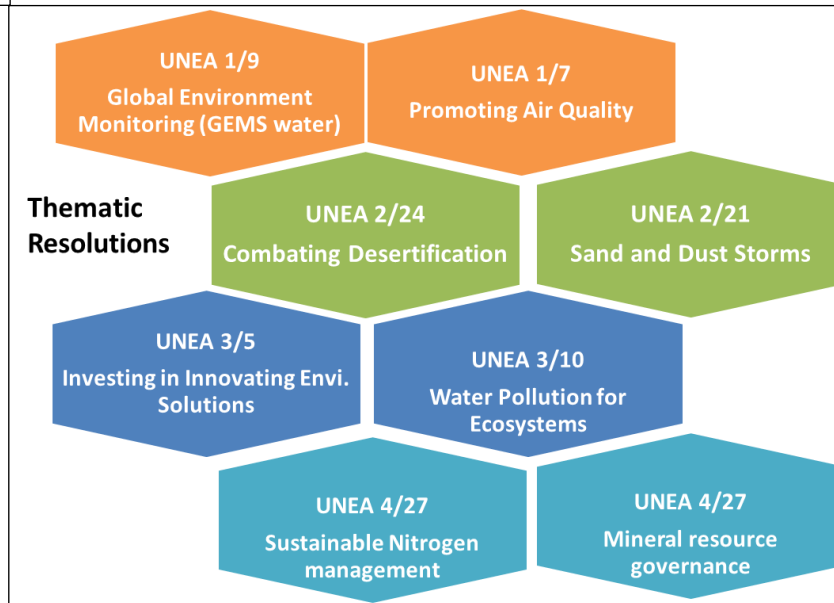 UNEA 1/9
Global Environment
Monitoring (GEMS water)
UNEA 1/7
Promoting Air Quality
Thematic
Resolutions
UNEA 2/24
Combating Desertification
UNEA 2/21
Sand and Dust Storms
UNEA 3/5
Investing in Innovating Envi.
Solutions
UNEA 3/10
Water Pollution for
Ecosystems
UNEA 4/27
Sustainable Nitrogen
management
UNEA 4/27
Mineral resource
governance